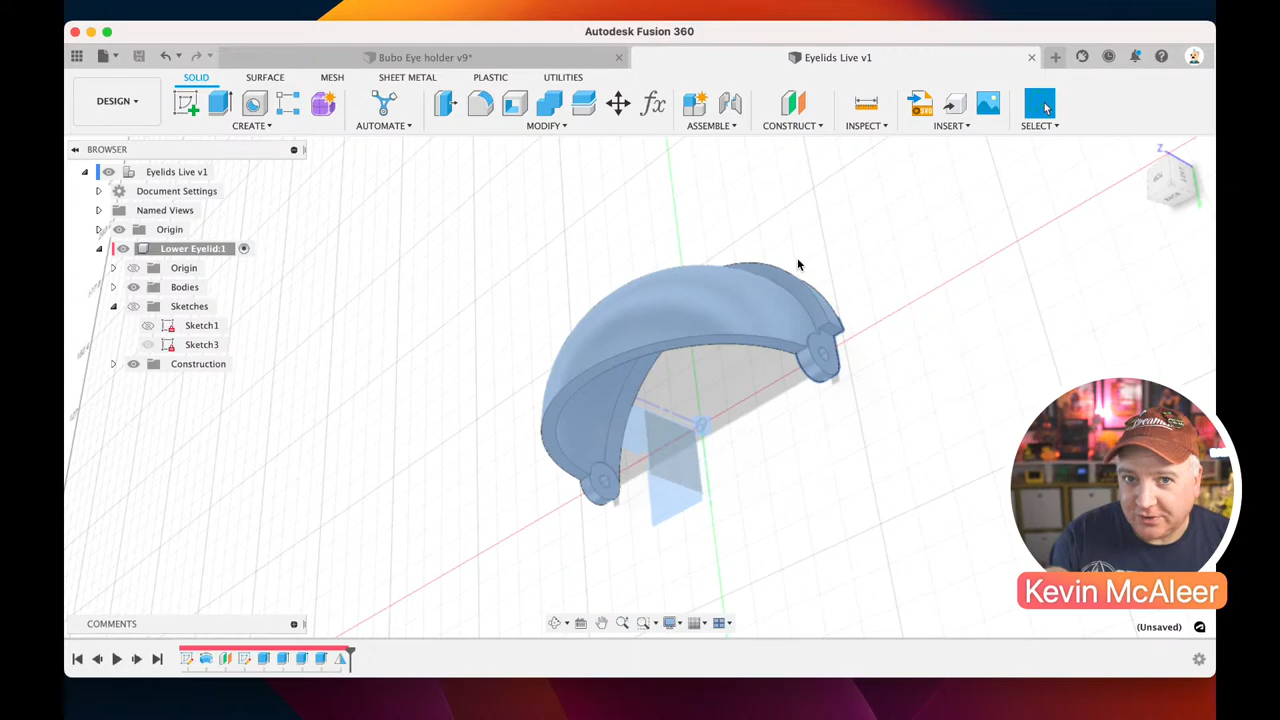 Autodesk Fusion 360
Bubo Eye holder v9*
Eyelids Live v1
SOLID SURFACE MESH SHEET METAL PLASTIC UTILITIES
DESIGN
fx
CREATE AUTOMATE MODIFY ASSEMBLE CONSTRUCT INSPECT INSERT SELECT
BROWSER
Eyelids Live v1
Document Settings
Named Views
Origin
Lower Eyelid:1
Origin
Bodies
Sketches
Sketch1
Sketch3
Construction
Z
Kevin McAleer
COMMENTS
(Unsaved)